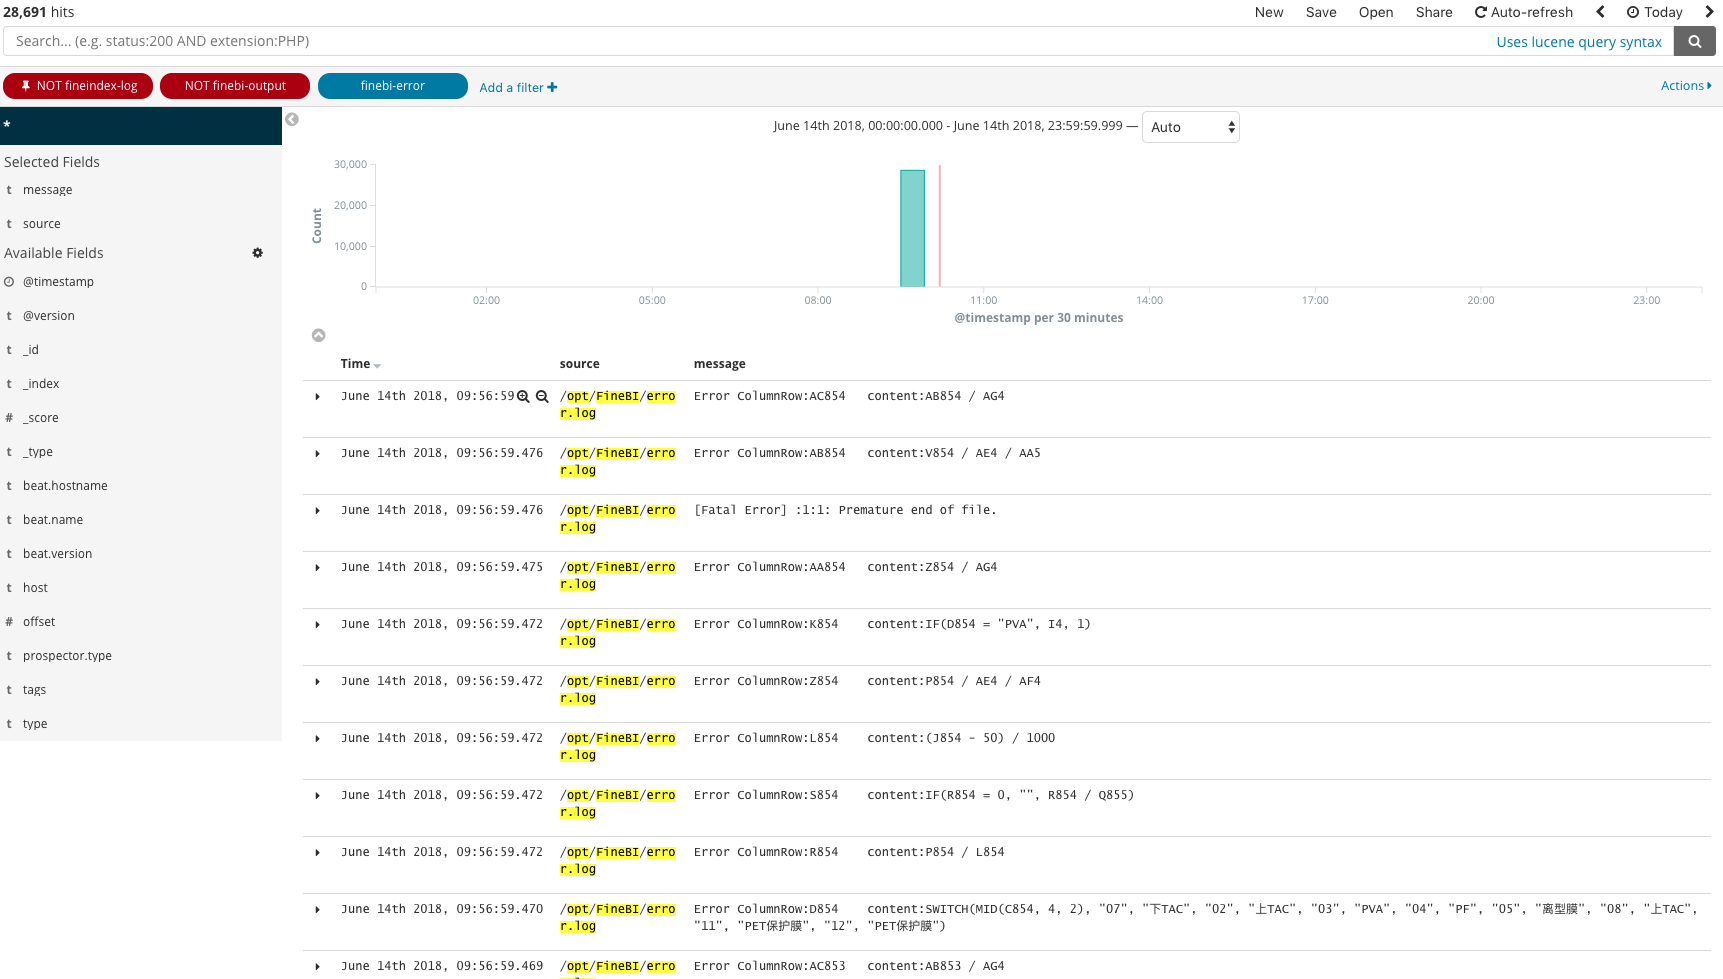 28,691 hits
New Save Open Share Auto-refresh Today
Search... (e.g. status:200 AND extension:PHP)
Uses lucene query syntax
NOT fineindex-log NOT finebi-output finebi-error Add a filter
Actions
*
Selected Fields
t message
t source
Available Fields
@timestamp
t @version
t _id
t _index
# _score
t _type
t beat.hostname
t beat.name
t beat.version
t host
# offset
t prospector.type
t tags
t type
June 14th 2018, 00:00:00.000 - June 14th 2018, 23:59:59.999 — Auto
Count
30,000
20,000
10,000
0
02:00 05:00 08:00 11:00 14:00 17:00 20:00 23:00
@timestamp per 30 minutes
Time source message
June 14th 2018, 09:56:59 /opt/FineBI/erro Error ColumnRow:AC854 content:AB854 / AG4
r.log
June 14th 2018, 09:56:59.476 /opt/FineBI/erro Error ColumnRow:AB854 content:V854 / AE4 / AA5
r.log
June 14th 2018, 09:56:59.476 /opt/FineBI/erro [Fatal Error] :1:1: Premature end of file.
r.log
June 14th 2018, 09:56:59.475 /opt/FineBI/erro Error ColumnRow:AA854 content:Z854 / AG4
r.log
June 14th 2018, 09:56:59.472 /opt/FineBI/erro Error ColumnRow:K854 content:IF(D854 = "PVA", I4, 1)
r.log
June 14th 2018, 09:56:59.472 /opt/FineBI/erro Error ColumnRow:Z854 content:P854 / AE4 / AF4
r.log
June 14th 2018, 09:56:59.472 /opt/FineBI/erro Error ColumnRow:L854 content:(J854 - 50) / 1000
r.log
June 14th 2018, 09:56:59.472 /opt/FineBI/erro Error ColumnRow:S854 content:IF(R854 = 0, "", R854 / Q855)
r.log
June 14th 2018, 09:56:59.472 /opt/FineBI/erro Error ColumnRow:R854 content:P854 / L854
r.log
June 14th 2018, 09:56:59.470 /opt/FineBI/erro Error ColumnRow:D854 content:SWITCH(MID(C854, 4, 2), "07", "下TAC", "02", "上TAC", "03", "PVA", "04", "PF", "05", "离型膜", "08", "上TAC",
r.log "11", "PET保护膜", "12", "PET保护膜")
June 14th 2018, 09:56:59.469 /opt/FineBI/erro Error ColumnRow:AC853 content:AB853 / AG4